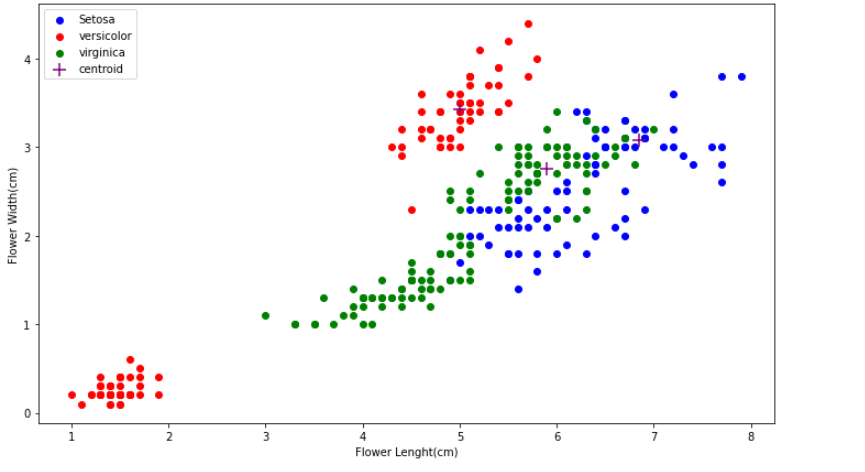 Setosa
versicolor
virginica
centroid
Flower Width(cm)
4
3
2
1
0
1 2 3 4 5 6 7 8
Flower Lenght(cm)